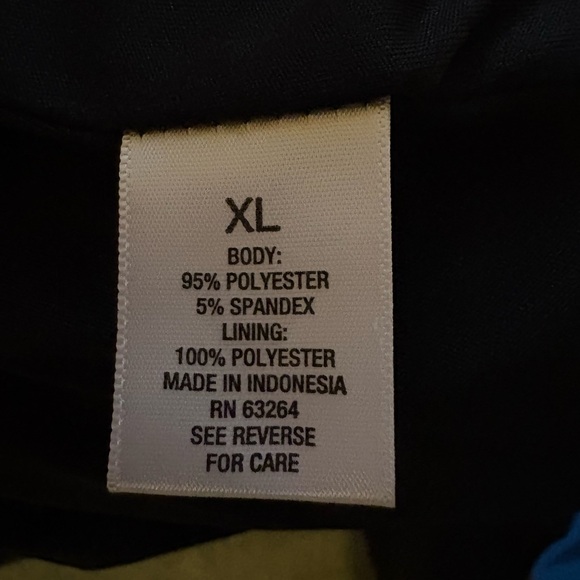 XL
BODY:
95% POLYESTER
5% SPANDEX
LINING:
100% POLYESTER
MADE IN INDONESIA
RN 63264
SEE REVERSE
FOR CARE